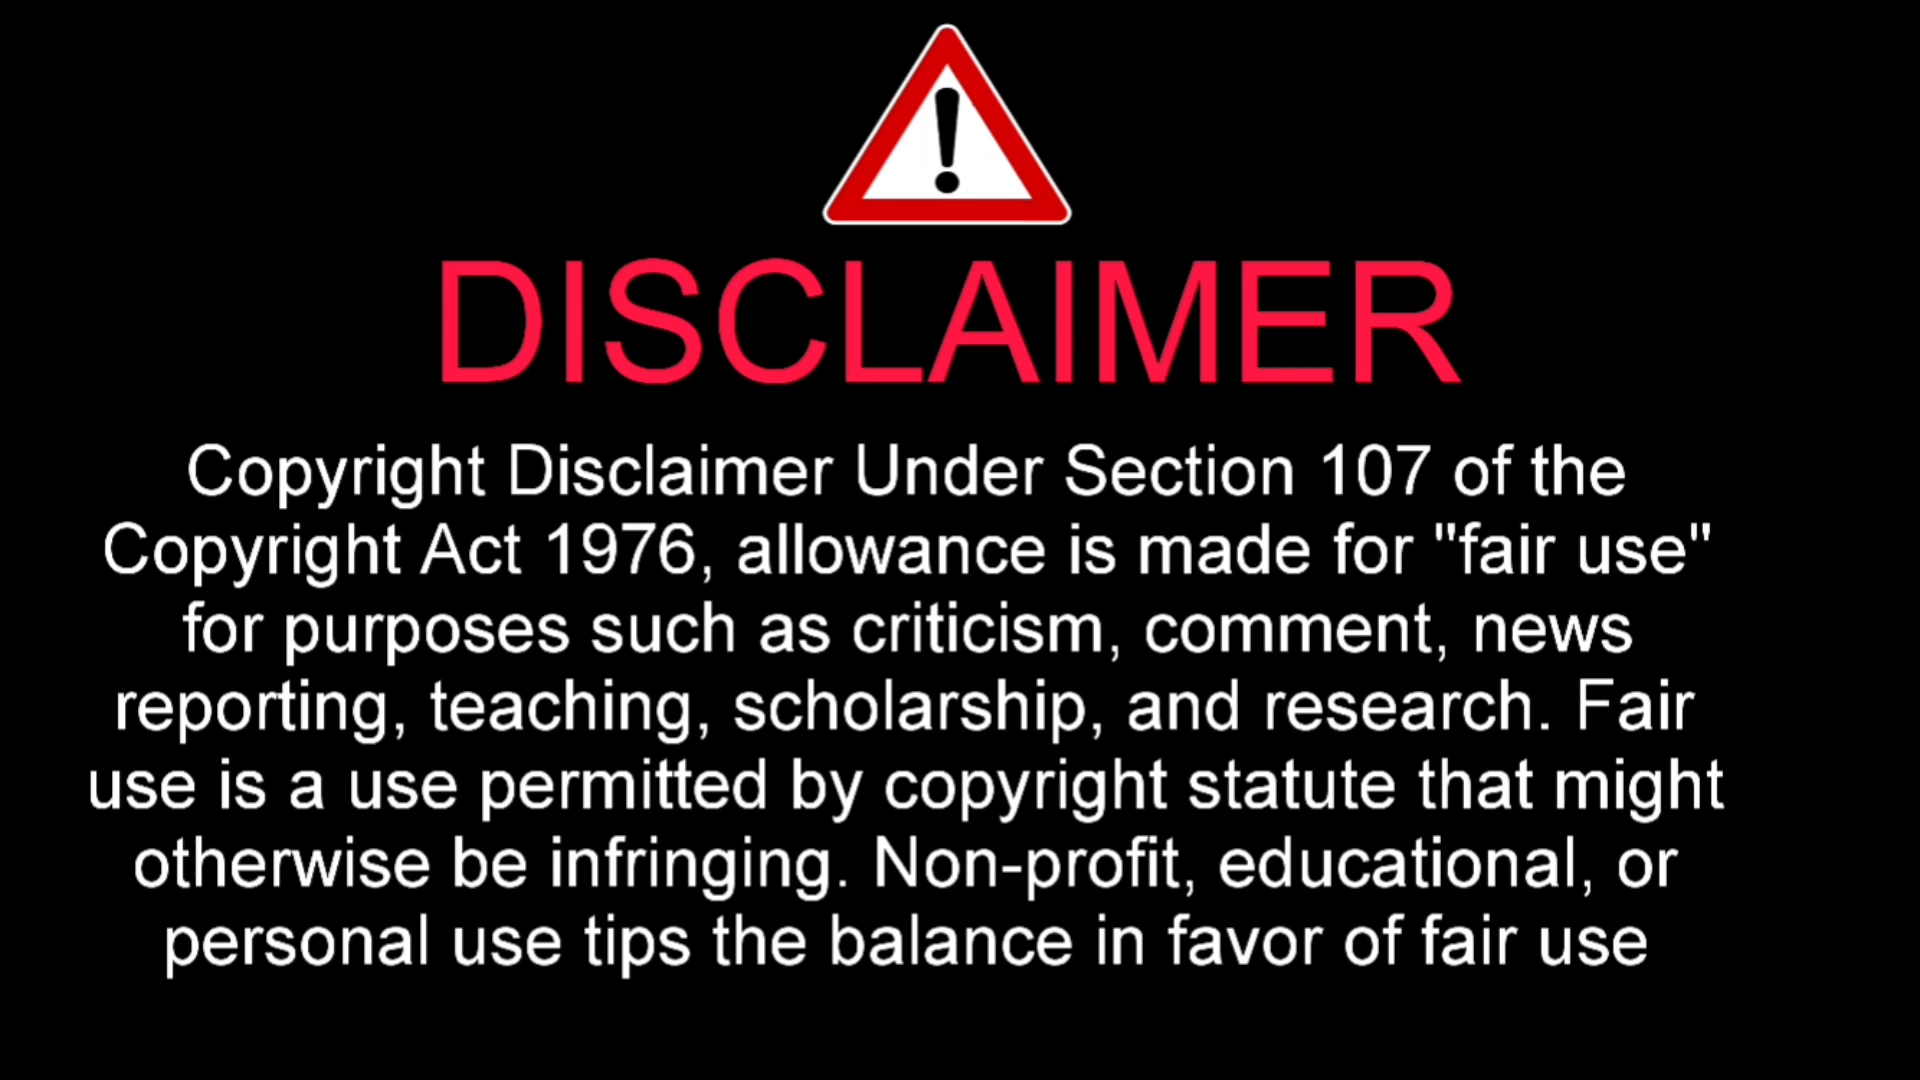 DISCLAIMER
Copyright Disclaimer Under Section 107 of the
Copyright Act 1976, allowance is made for "fair use"
for purposes such as criticism, comment, news
reporting, teaching, scholarship, and research. Fair
use is a use permitted by copyright statute that might
otherwise be infringing. Non-profit, educational, or
personal use tips the balance in favor of fair use